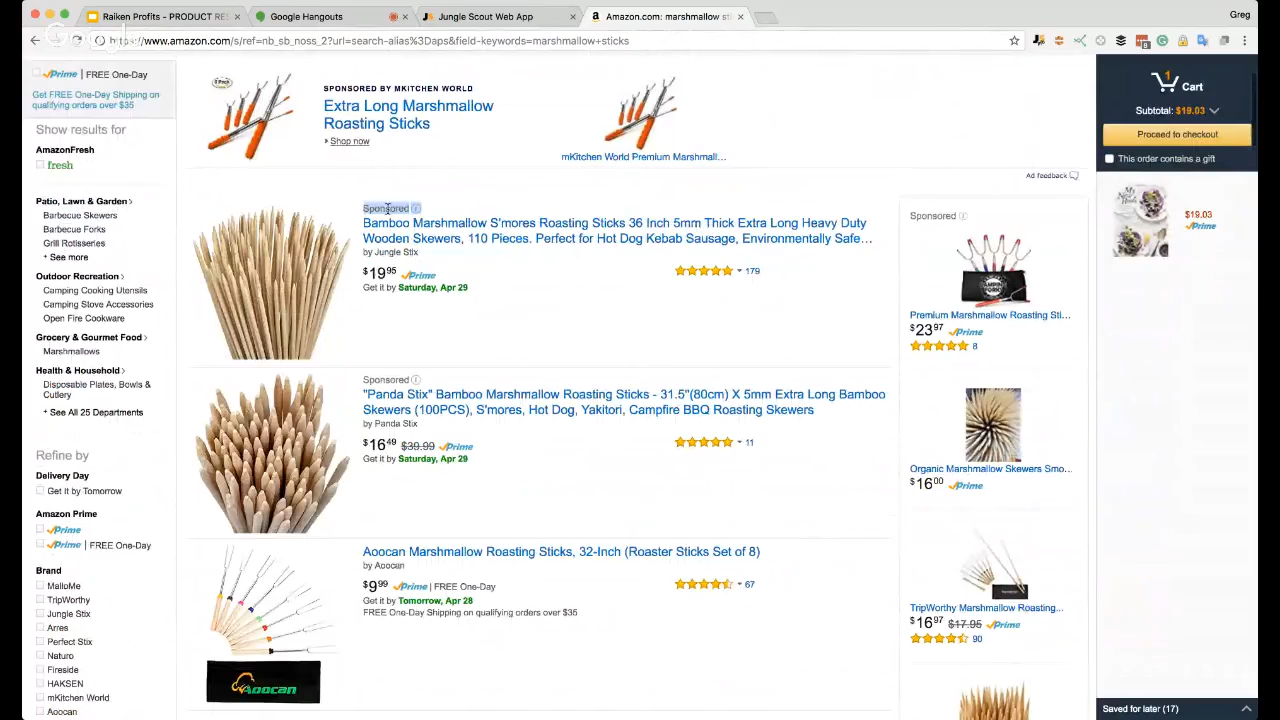 Raiken Profits - PRODUCT RES
Google Hangouts
Jungle Scout Web App
Amazon.com: marshmallow sti
Greg
https://www.amazon.com/s/ref=nb_sb_noss_2?url=search-alias%3Daps&field-keywords=marshmallow+sticks
Prime | FREE One-Day
Get FREE One-Day Shipping on
qualifying orders over $35
Show results for
AmazonFresh
fresh
Patio, Lawn & Garden
Barbecue Skewers
Barbecue Forks
Grill Rotisseries
+ See more
Outdoor Recreation
Camping Cooking Utensils
Camping Stove Accessories
Open Fire Cookware
Grocery & Gourmet Food
Marshmallows
Health & Household
Disposable Plates, Bowls &
Cutlery
+ See All 25 Departments
Refine by
Delivery Day
Get It by Tomorrow
Amazon Prime
Prime
Prime | FREE One-Day
Brand
MalloMe
TripWorthy
Jungle Stix
Arres
Perfect Stix
Naturo
Fireside
HAKSEN
mKitchen World
Aoocan
SPONSORED BY MKITCHEN WORLD
Extra Long Marshmallow
Roasting Sticks
Shop now
mKitchen World Premium Marshmall...
Ad feedback
Sponsored
Bamboo Marshmallow S'mores Roasting Sticks 36 Inch 5mm Thick Extra Long Heavy Duty
Wooden Skewers, 110 Pieces. Perfect for Hot Dog Kebab Sausage, Environmentally Safe...
by Jungle Stix
$19.95 Prime
179
Get it by Saturday, Apr 29
Sponsored
"Panda Stix" Bamboo Marshmallow Roasting Sticks - 31.5"(80cm) X 5mm Extra Long Bamboo
Skewers (100PCS), S'mores, Hot Dog, Yakitori, Campfire BBQ Roasting Skewers
by Panda Stix
$16.49 $39.99 Prime
11
Get it by Saturday, Apr 29
Aoocan Marshmallow Roasting Sticks, 32-Inch (Roaster Sticks Set of 8)
by Aoocan
$9.99 Prime | FREE One-Day
67
Get it by Tomorrow, Apr 28
FREE One-Day Shipping on qualifying orders over $35
Aoocan
Sponsored
CAMPING
FORKS
Premium Marshmallow Roasting Sti...
$23.97 Prime
8
Organic Marshmallow Skewers Smo...
$16.00 Prime
TripWorthy Marshmallow Roasting...
$16.97 $17.95 Prime
90
1
Cart
Subtotal: $19.03
Proceed to checkout
This order contains a gift
$19.03
Prime
Saved for later (17)